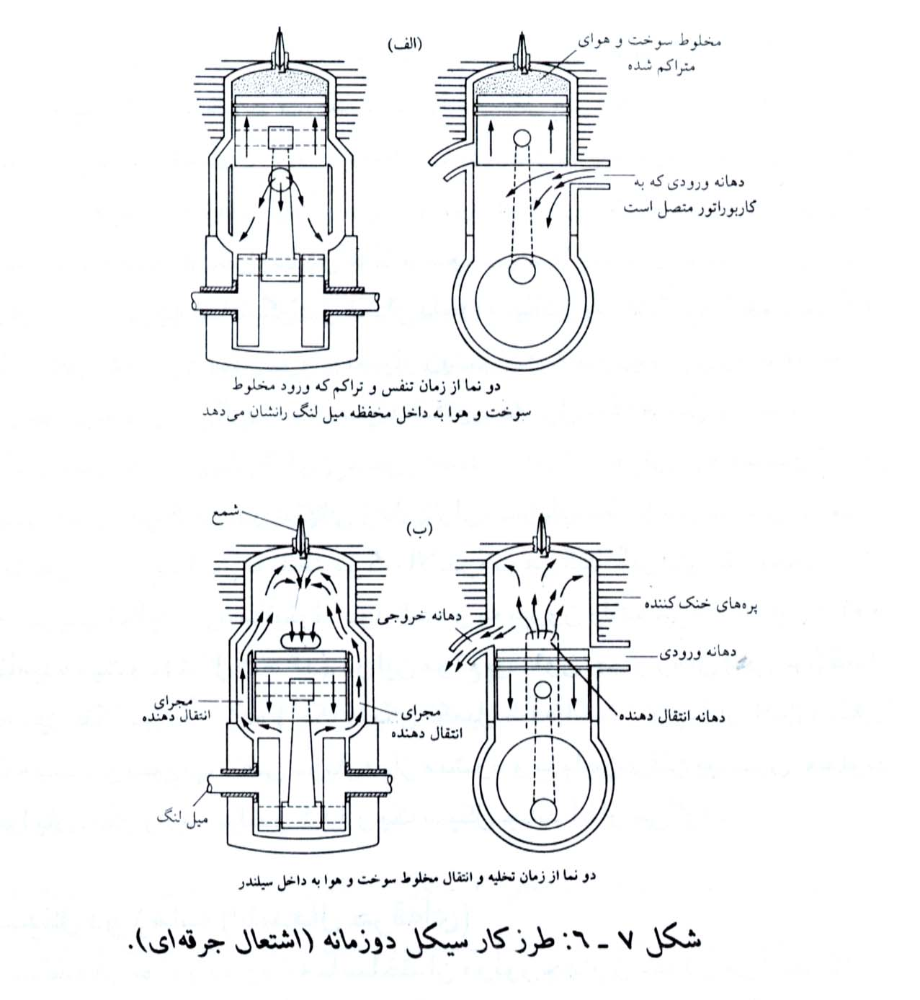 (الف)
مخلوط سوخت و هوای
متراکم شده
دهانه ورودی که به
کاربوراتور متصل است
دو نما از زمان تنفس و تراکم که ورود مخلوط
سوخت و هوا به داخل مخفظه میل لنگ رانشان می‌دهد
شمع
(ب)
پره‌های خنک کننده
دهانه خروجی
دهانه ورودی
مجرای
انتقال دهنده
مجرای
انتقال دهنده
دهانه انتقال دهنده
میل لنگ
دو نما از زمان تخلیه و انتقال مخلوط سوخت و هوا به داخل سیلندر
شکل ۷ ـ ۶: طرز کار سیکل دوزمانه (اشتعال جرقه‌ای).